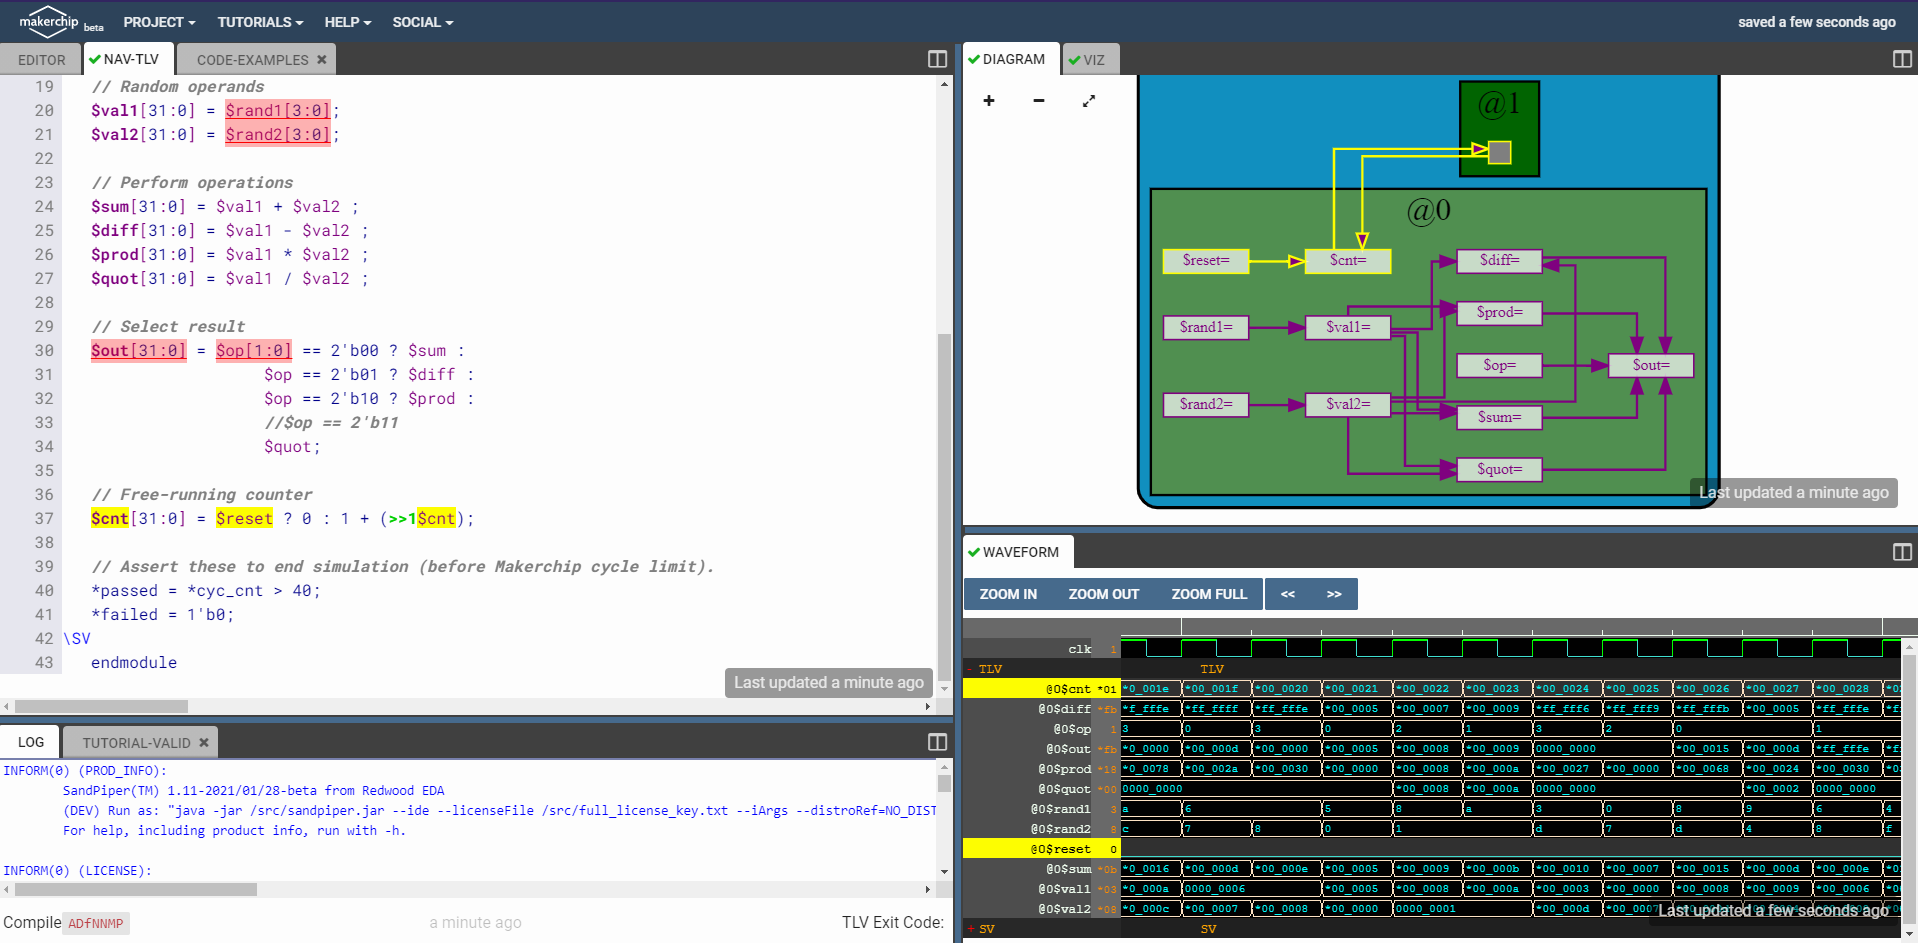 makerchip beta PROJECT TUTORIALS HELP SOCIAL saved a few seconds ago
EDITOR NAV-TLV CODE-EXAMPLES
19 // Random operands
20 $val1[31:0] = $rand1[3:0];
21 $val2[31:0] = $rand2[3:0];
22
23 // Perform operations
24 $sum[31:0] = $val1 + $val2 ;
25 $diff[31:0] = $val1 - $val2 ;
26 $prod[31:0] = $val1 * $val2 ;
27 $quot[31:0] = $val1 / $val2 ;
28
29 // Select result
30 $out[31:0] = $op[1:0] == 2'b00 ? $sum :
31 $op == 2'b01 ? $diff :
32 $op == 2'b10 ? $prod :
33 //$op == 2'b11
34 $quot;
35
36 // Free-running counter
37 $cnt[31:0] = $reset ? 0 : 1 + (>>1$cnt);
38
39 // Assert these to end simulation (before Makerchip cycle limit).
40 *passed = *cyc_cnt > 40;
41 *failed = 1'b0;
42 \SV
43 endmodule
Last updated a minute ago
LOG TUTORIAL-VALID
INFORM(0) (PROD_INFO):
SandPiper(TM) 1.11-2021/01/28-beta from Redwood EDA
(DEV) Run as: "java -jar /src/sandpiper.jar --ide --licenseFile /src/full_license_key.txt --iArgs --distroRef=NO_DIST
For help, including product info, run with -h.
INFORM(0) (LICENSE):
Compile ADfNNMP a minute ago TLV Exit Code:
DIAGRAM VIZ
@1
@0
$reset= $cnt= $diff=
$prod=
$rand1= $val1=
$op= $out=
$rand2= $val2=
$sum=
$quot=
Last updated a minute ago
WAVEFORM
ZOOM IN ZOOM OUT ZOOM FULL << >>
clk 1
- TLV TLV
@0$cnt *01 *0_001e *00_001f *00_0020 *00_0021 *00_0022 *00_0023 *00_0024 *00_0025 *00_0026 *00_0027 *00_0028
@0$diff *fb *f_fffe *ff_ffff *ff_fffe *00_0005 *00_0007 *00_0009 *ff_fff6 *ff_fff9 *ff_fffb *00_0005 *ff_fffe
@0$op 1 3 0 3 0 2 1 3 2 0 1
@0$out *fb *0_0000 *00_000d *00_0000 *00_0005 *00_0008 *00_0009 0000_0000 *00_0015 *00_000d *ff_fffe
@0$prod *18 *0_0078 *00_002a *00_0030 *00_0000 *00_0008 *00_000a *00_0027 *00_0000 *00_0068 *00_0024 *00_0030
@0$quot *00 0000_0000 *00_0008 *00_000a 0000_0000 *00_0002 0000_0000
@0$rand1 3 a 6 5 8 a 3 0 8 9 6 4
@0$rand2 8 c 7 8 0 1 d 7 d 4 8 f
@0$reset 0
@0$sum *0b *0_0016 *00_000d *00_000e *00_0005 *00_0009 *00_000b *00_0010 *00_0007 *00_0015 *00_000d *00_000e
@0$val1 *03 *0_000a 0000_0006 *00_0005 *00_0008 *00_000a *00_0003 *00_0000 *00_0008 *00_0009 *00_0006
@0$val2 *08 *0_000c *00_0007 *00_0008 *00_0000 0000_0001 *00_000d
Last updated a few seconds ago
+ SV SV